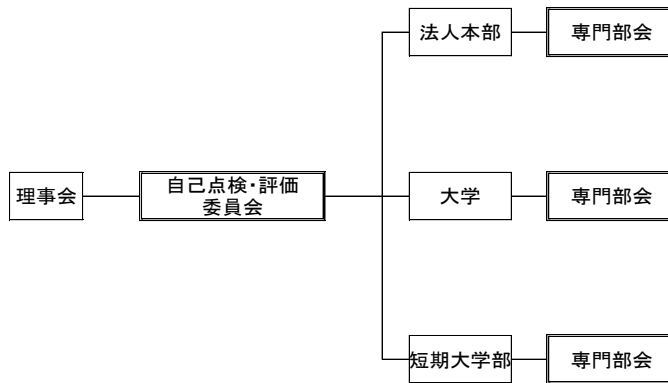 法人本部
専門部会
理事会
自己点検・評価
委員会
大学
専門部会
短期大学部
専門部会